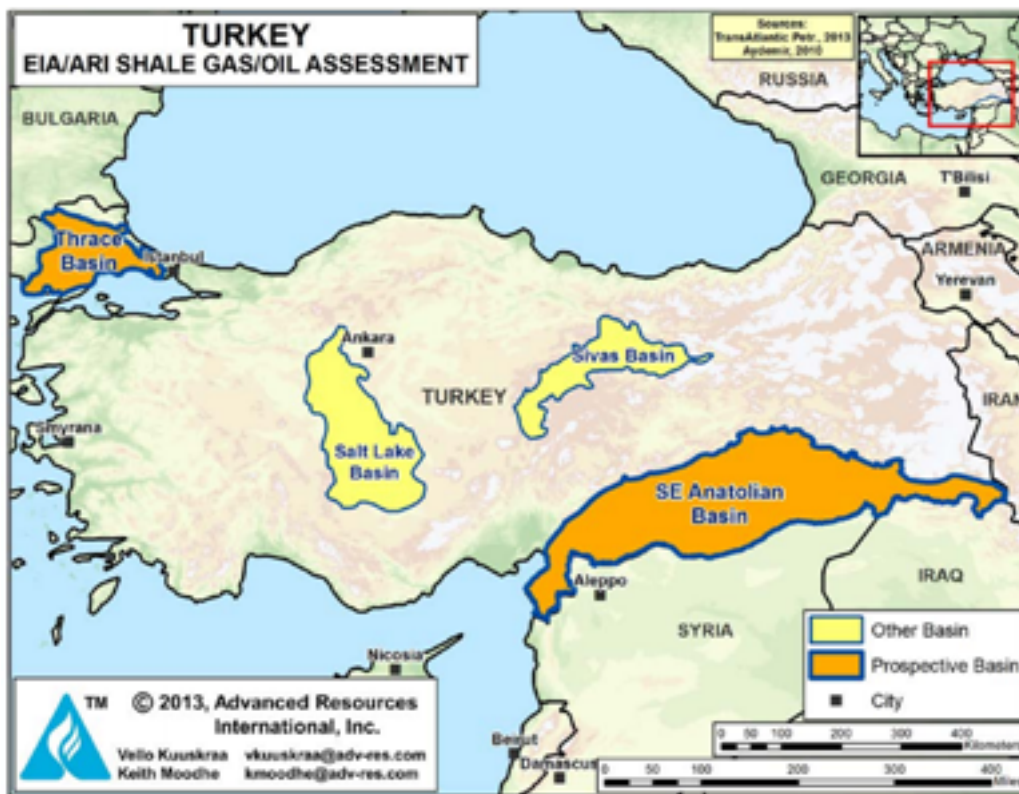 TURKEY
EIA/ARI SHALE GAS/OIL ASSESSMENT
Sources:
TransAtlantic Petr., 2013
Aydemir, 2010
RUSSIA
BULGARIA
GEORGIA
T'Bilisi
ARMENIA
Yerevan
Thrace
Basin
Istanbul
Ankara
Sivas Basin
TURKEY
IRAN
Smyrana
Salt Lake
Basin
SE Anatolian
Basin
Aleppo
IRAQ
SYRIA
Nicosia
Beirut
Damascus
Other Basin
Prospective Basin
City
0 50 100 200 300 400
Kilometers
0 50 100 200 300 400
Miles
TM
© 2013, Advanced Resources
International, Inc.
Vello Kuuskraa vkuuskraa@adv-res.com
Keith Moodhe kmoodhe@adv-res.com